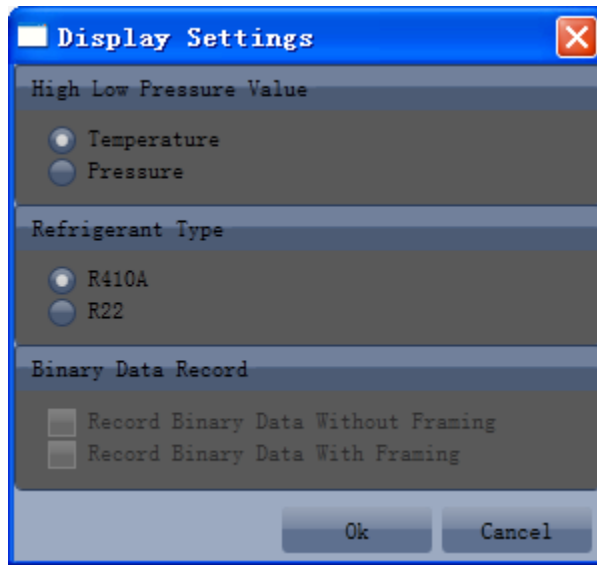 Display Settings
High Low Pressure Value
Temperature
Pressure
Refrigerant Type
R410A
R22
Binary Data Record
Record Binary Data Without Framing
Record Binary Data With Framing
Ok Cancel